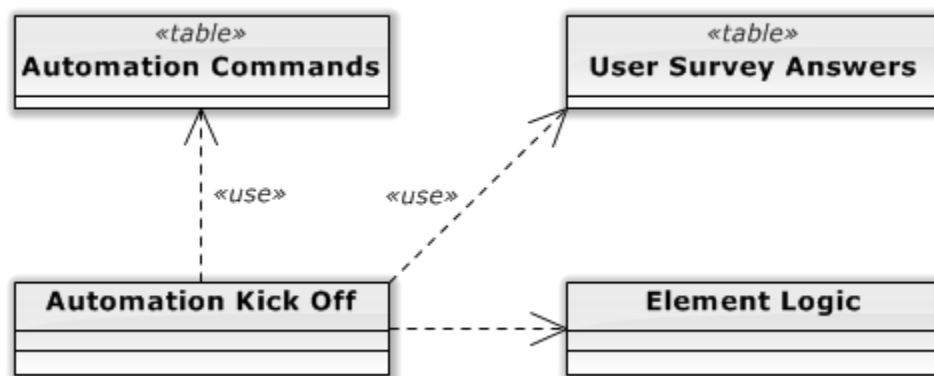 «table»
Automation Commands
«table»
User Survey Answers
«use»
«use»
Automation Kick Off
Element Logic